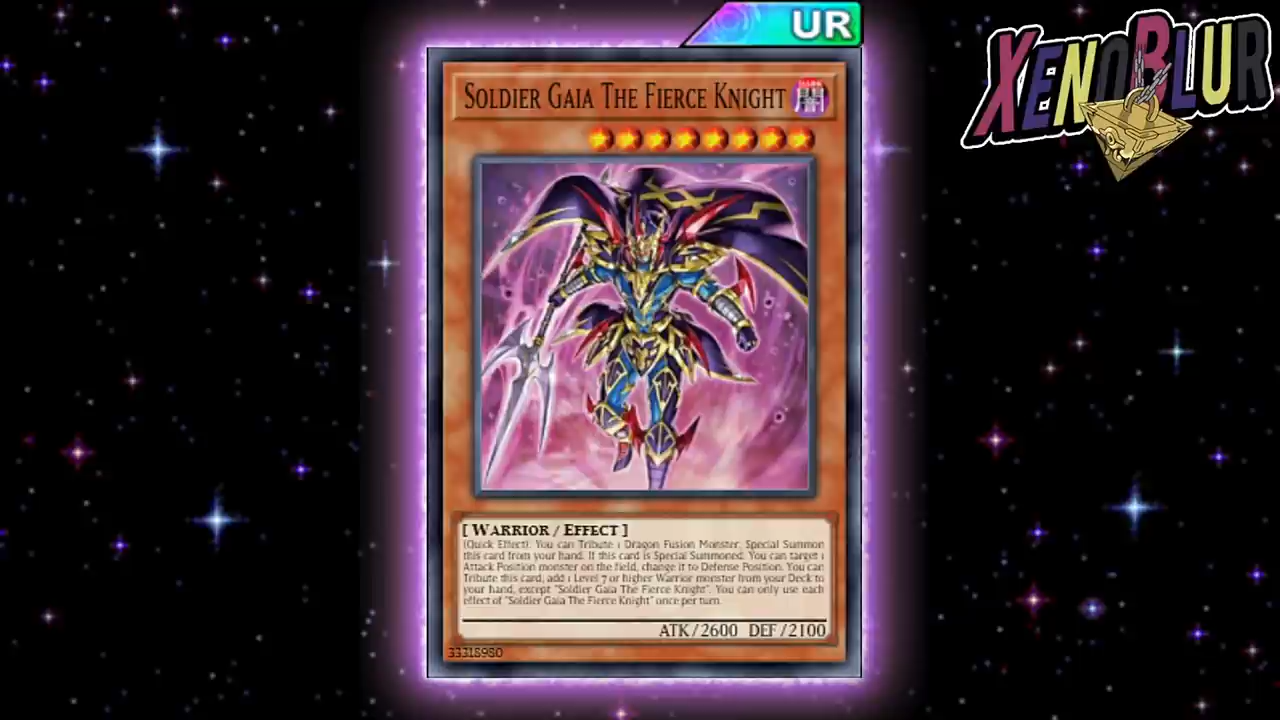 UR
XENOBLUR
SOLDIER GAIA THE FIERCE KNIGHT
DARK
[ WARRIOR / EFFECT ]
(Quick Effect): You can Tribute 1 Dragon Fusion Monster; Special Summon
this card from your hand. If this card is Special Summoned: You can target 1
Attack Position monster on the field; change it to Defense Position. You can
Tribute this card; add 1 Level 7 or higher Warrior monster from your Deck to
your hand, except "Soldier Gaia The Fierce Knight". You can only use each
effect of "Soldier Gaia The Fierce Knight" once per turn.
ATK/2600 DEF/2100
33318980